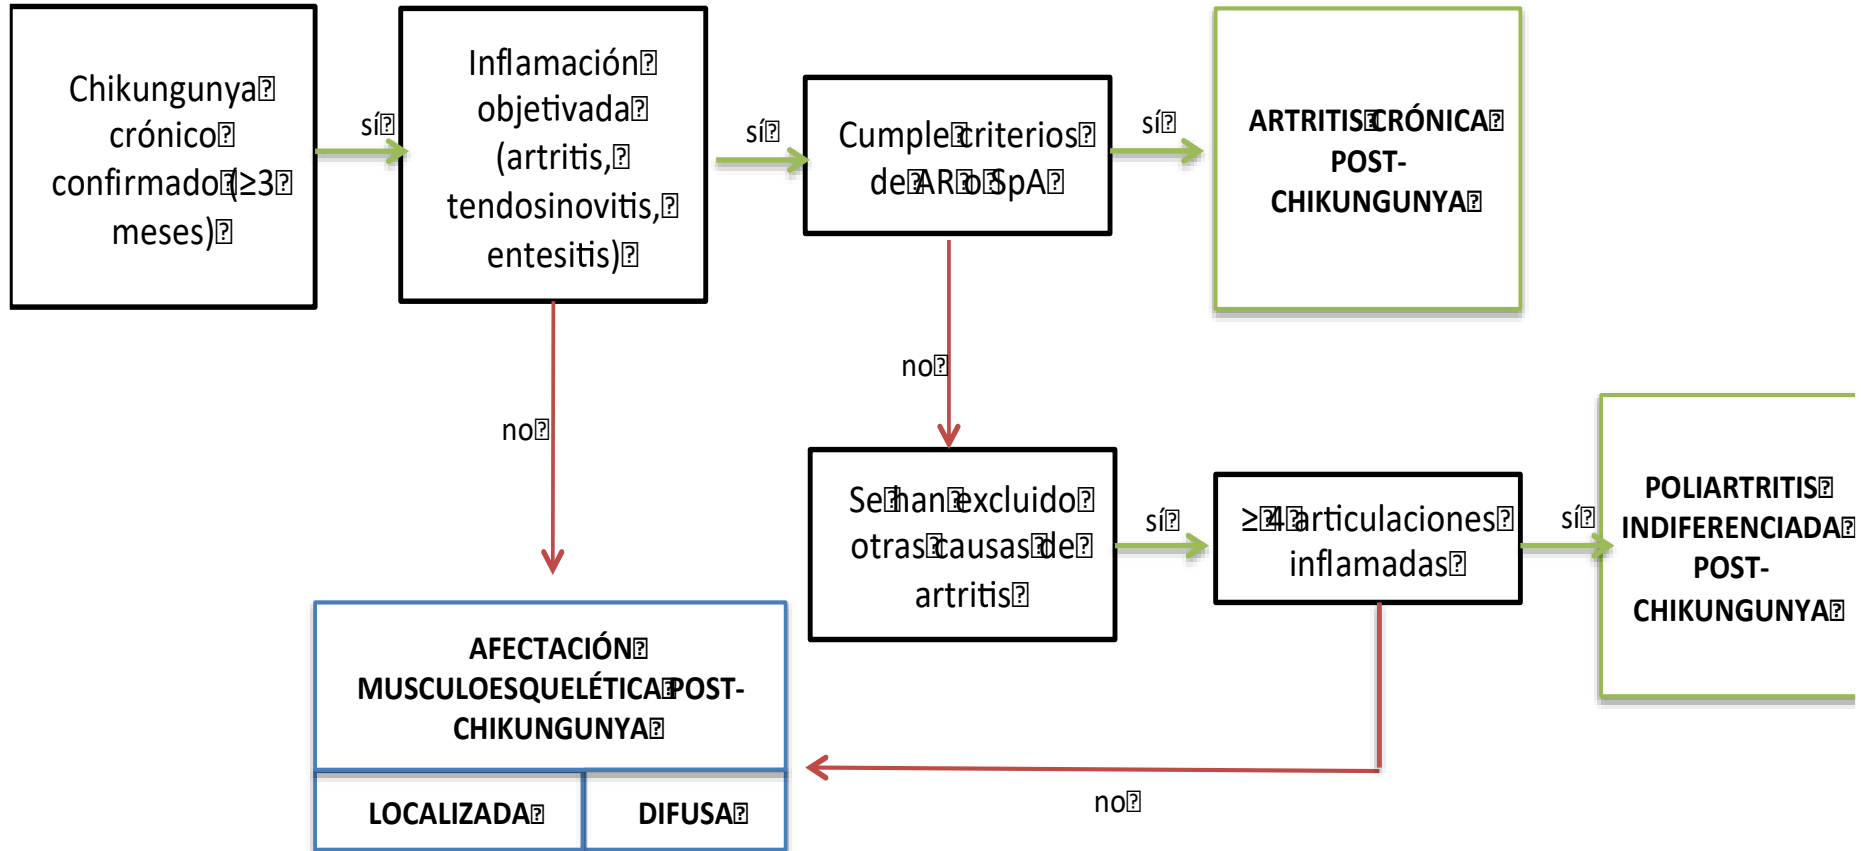 Chikungunya
crónico
confirmado (≥3
meses)
sí
Inflamación
objetivada
(artritis,
tendosinovitis,
entesitis)
sí
Cumple criterios
de AR o SpA
sí
ARTRITIS CRÓNICA
POST-
CHIKUNGUNYA
no
no
Se han excluido
otras causas de
artritis
sí
≥ 4 articulaciones
inflamadas
sí
POLIARTRITIS
INDIFERENCIADA
POST-
CHIKUNGUNYA
AFECTACIÓN
MUSCULOESQUELÉTICA POST-
CHIKUNGUNYA
no
LOCALIZADA
DIFUSA